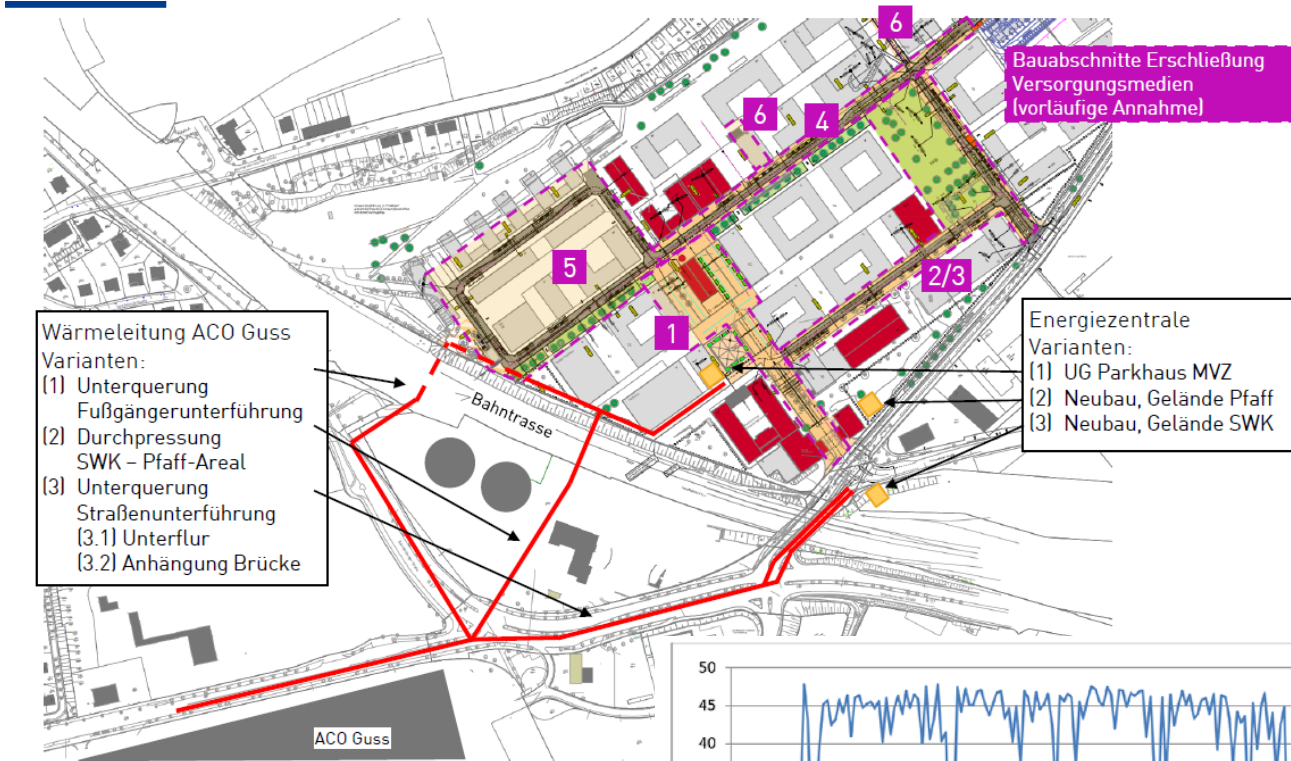 6
Bauabschnitte Erschließung
Versorgungsmedien
(vorläufige Annahme)
6
4
5
2/3
1
Wärmeleitung ACO Guss
Varianten:
(1) Unterquerung
Fußgängerunterführung
(2) Durchpressung
SWK – Pfaff-Areal
(3) Unterquerung
Straßenunterführung
(3.1) Unterflur
(3.2) Anhängung Brücke
Energiezentrale
Varianten:
(1) UG Parkhaus MVZ
(2) Neubau, Gelände Pfaff
(3) Neubau, Gelände SWK
Bahntrasse
ACO Guss
50
45
40